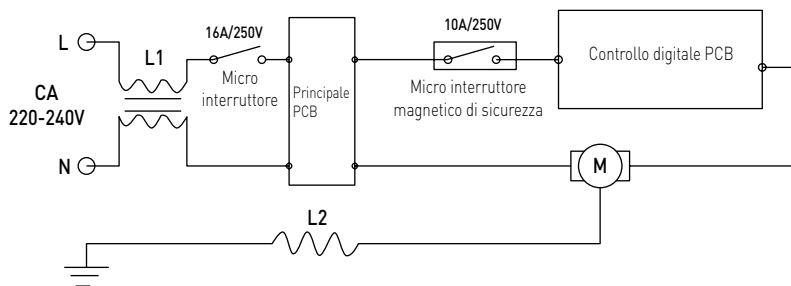 L
L1
16A/250V
10A/250V
Controllo digitale PCB
CA
220-240V
Micro
interruttore
Principale
PCB
Micro interruttore
magnetico di sicurezza
N
M
L2